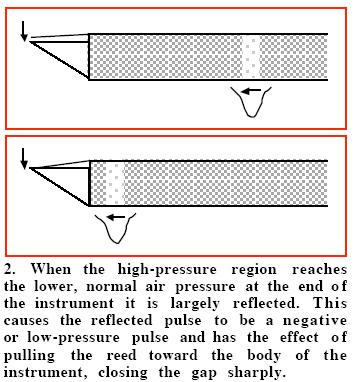 2. When the high-pressure region reaches
the lower, normal air pressure at the end of
the instrument it is largely reflected. This
causes the reflected pulse to be a negative
or low-pressure pulse and has the effect of
pulling the reed toward the body of the
instrument, closing the gap sharply.